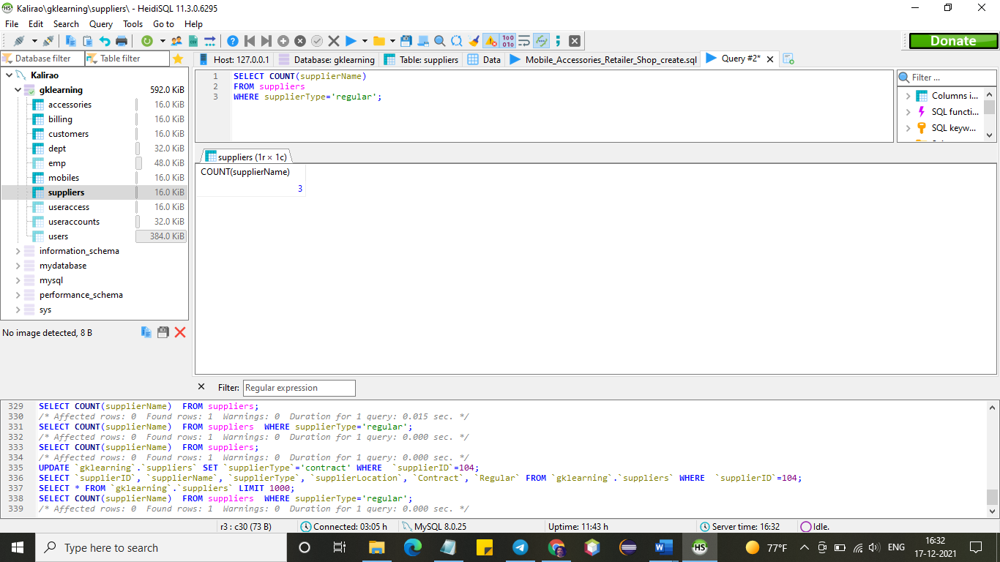 Kalirao\gklearning\suppliers\ - HeidiSQL 11.3.0.6295
File Edit Search Query Tools Go to Help
Donate
Database filter Table filter
Host: 127.0.0.1 Database: gklearning Table: suppliers Data Mobile_Accessories_Retailer_Shop_create.sql Query #2*
Kalirao
gklearning 592.0 KiB
accessories 16.0 KiB
billing 16.0 KiB
customers 16.0 KiB
dept 32.0 KiB
emp 48.0 KiB
mobiles 16.0 KiB
suppliers 16.0 KiB
useraccess 16.0 KiB
useraccounts 32.0 KiB
users 384.0 KiB
information_schema
mydatabase
mysql
performance_schema
sys
No image detected, 8 B
1 SELECT COUNT(supplierName)
2 FROM suppliers
3 WHERE supplierType='regular';
Filter ...
Columns i...
SQL functi...
SQL keyw...
suppliers (1r × 1c)
COUNT(supplierName)
3
Filter: Regular expression
329 SELECT COUNT(supplierName)  FROM suppliers;
330 /* Affected rows: 0  Found rows: 1  Warnings: 0  Duration for 1 query: 0.015 sec. */
331 SELECT COUNT(supplierName)  FROM suppliers  WHERE supplierType='regular';
332 /* Affected rows: 0  Found rows: 1  Warnings: 0  Duration for 1 query: 0.000 sec. */
333 SELECT COUNT(supplierName)  FROM suppliers;
334 /* Affected rows: 0  Found rows: 1  Warnings: 0  Duration for 1 query: 0.000 sec. */
335 UPDATE `gklearning`.`suppliers` SET `supplierType`='contract' WHERE  `supplierID`=104;
336 SELECT `supplierID`, `supplierName`, `supplierType`, `supplierLocation`, `Contract`, `Regular` FROM `gklearning`.`suppliers` WHERE  `supplierID`=104;
337 SELECT * FROM `gklearning`.`suppliers` LIMIT 1000;
338 SELECT COUNT(supplierName)  FROM suppliers  WHERE supplierType='regular';
339 /* Affected rows: 0  Found rows: 1  Warnings: 0  Duration for 1 query: 0.000 sec. */
r3 : c30 (73 B) Connected: 03:05 h MySQL 8.0.25 Uptime: 11:43 h Server time: 16:32 Idle.
Type here to search
HS
77°F
ENG
16:32
17-12-2021